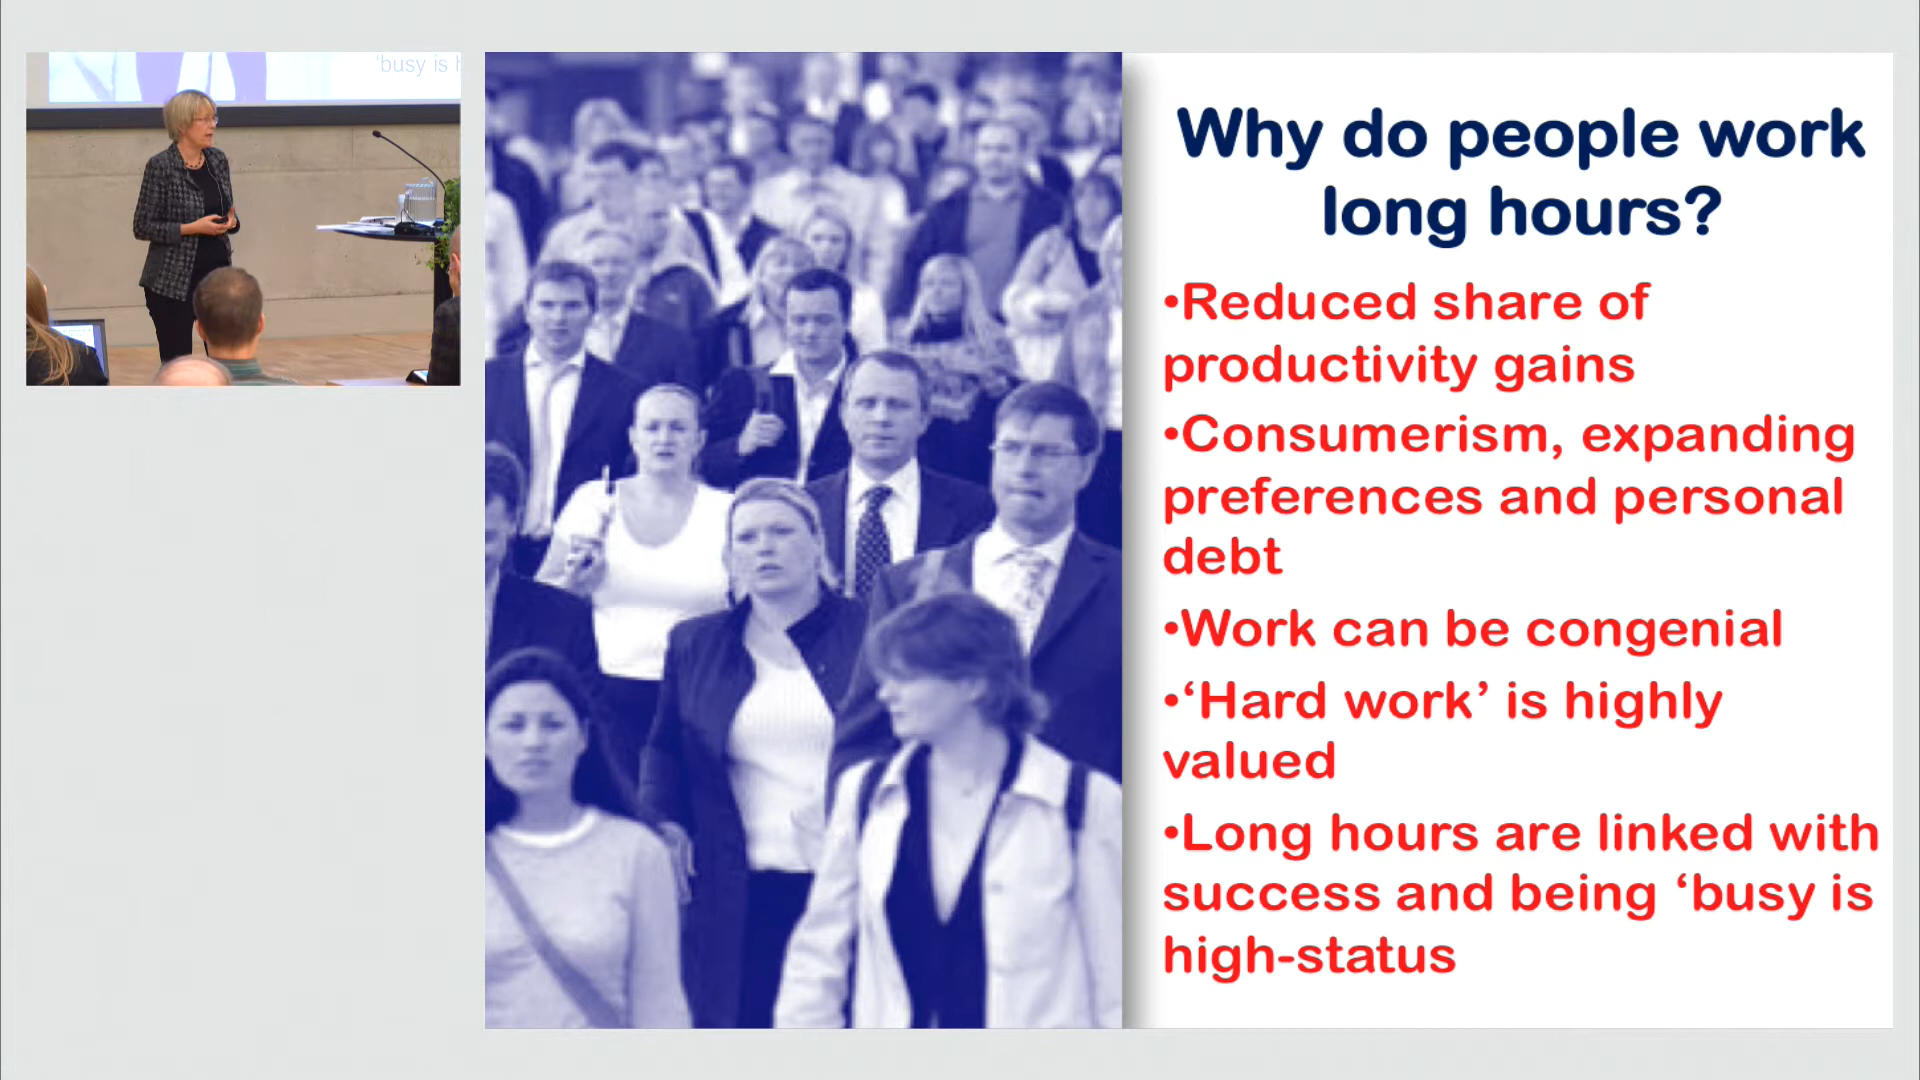 'busy is
Why do people work
long hours?
•Reduced share of
productivity gains
•Consumerism, expanding
preferences and personal
debt
•Work can be congenial
•‘Hard work’ is highly
valued
•Long hours are linked with
success and being ‘busy is
high-status